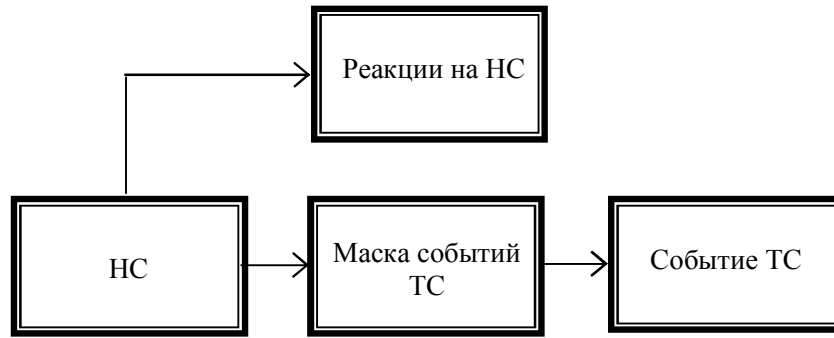 Реакции на НС
НС
Маска событий
ТС
Событие ТС